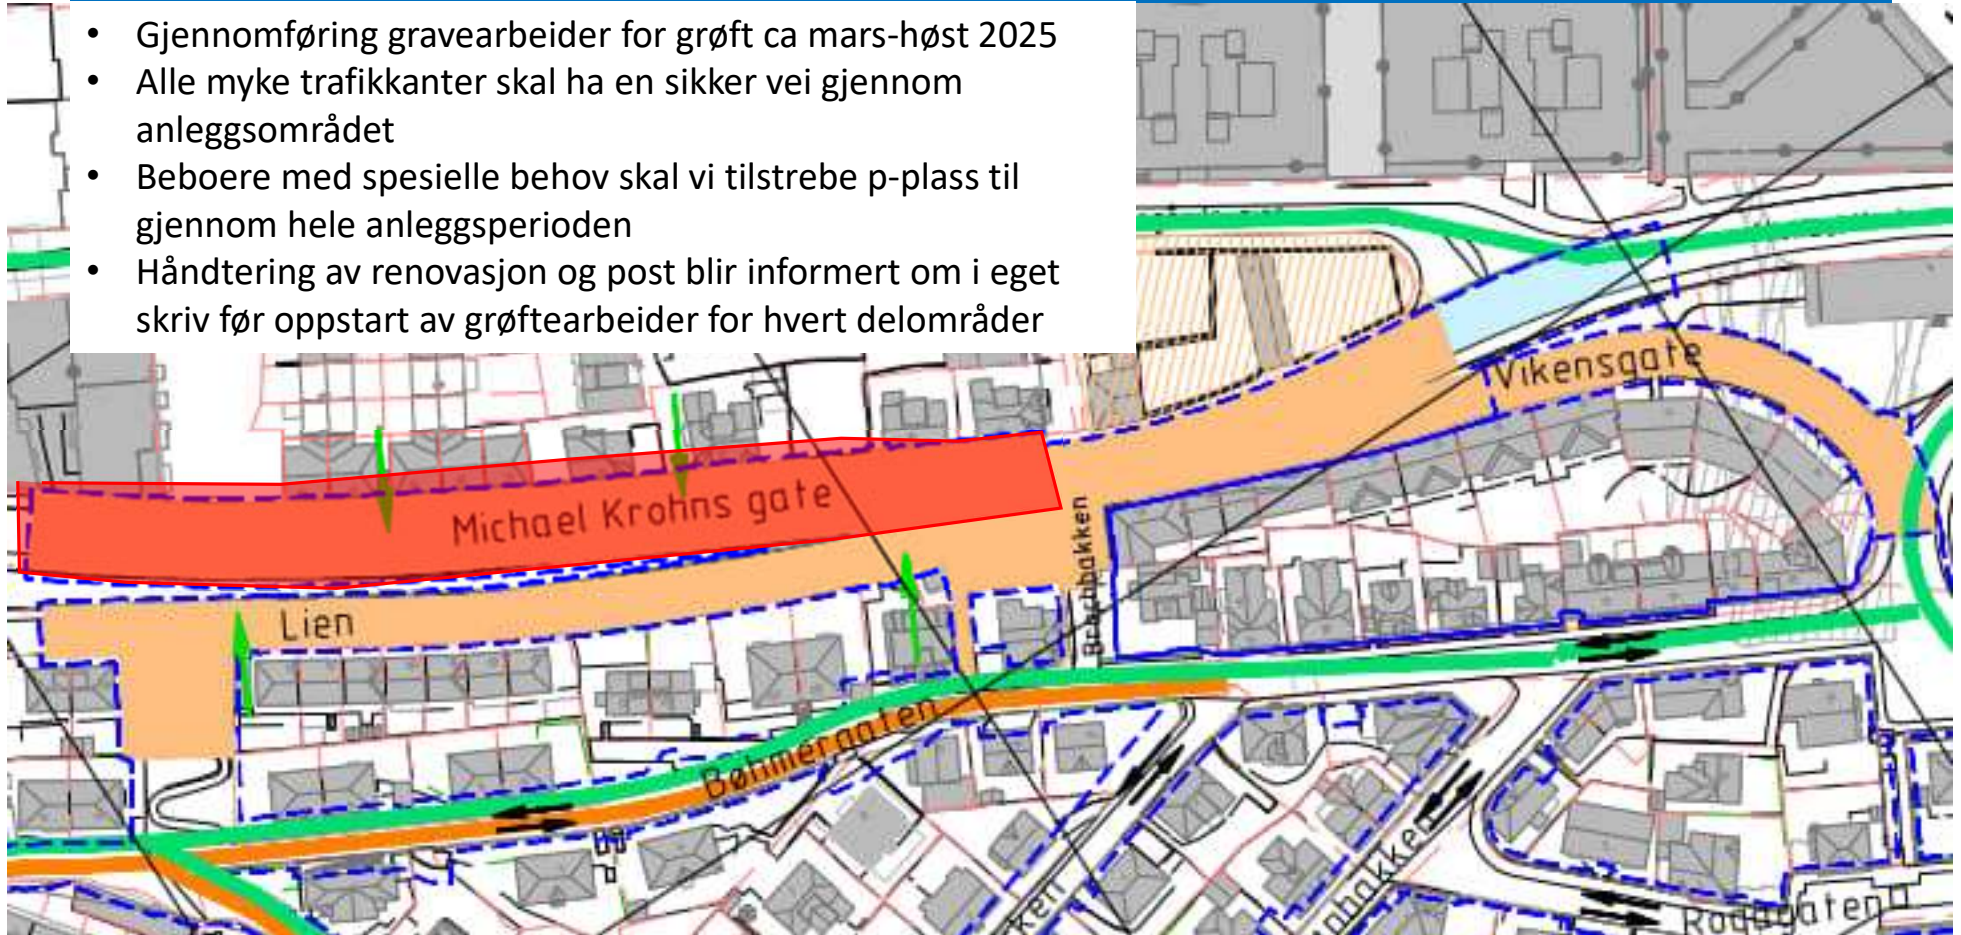 • Gjennomføring gravearbeider for grøft ca mars-høst 2025
• Alle myke trafikkanter skal ha en sikker vei gjennom
anleggsområdet
• Beboere med spesielle behov skal vi tilstrebe p-plass til
gjennom hele anleggsperioden
• Håndtering av renovasjon og post blir informert om i eget
skriv før oppstart av grøftearbeider for hvert delområder
Vikensgate
Michael Krohns gate
Lien
Bøhmergaten